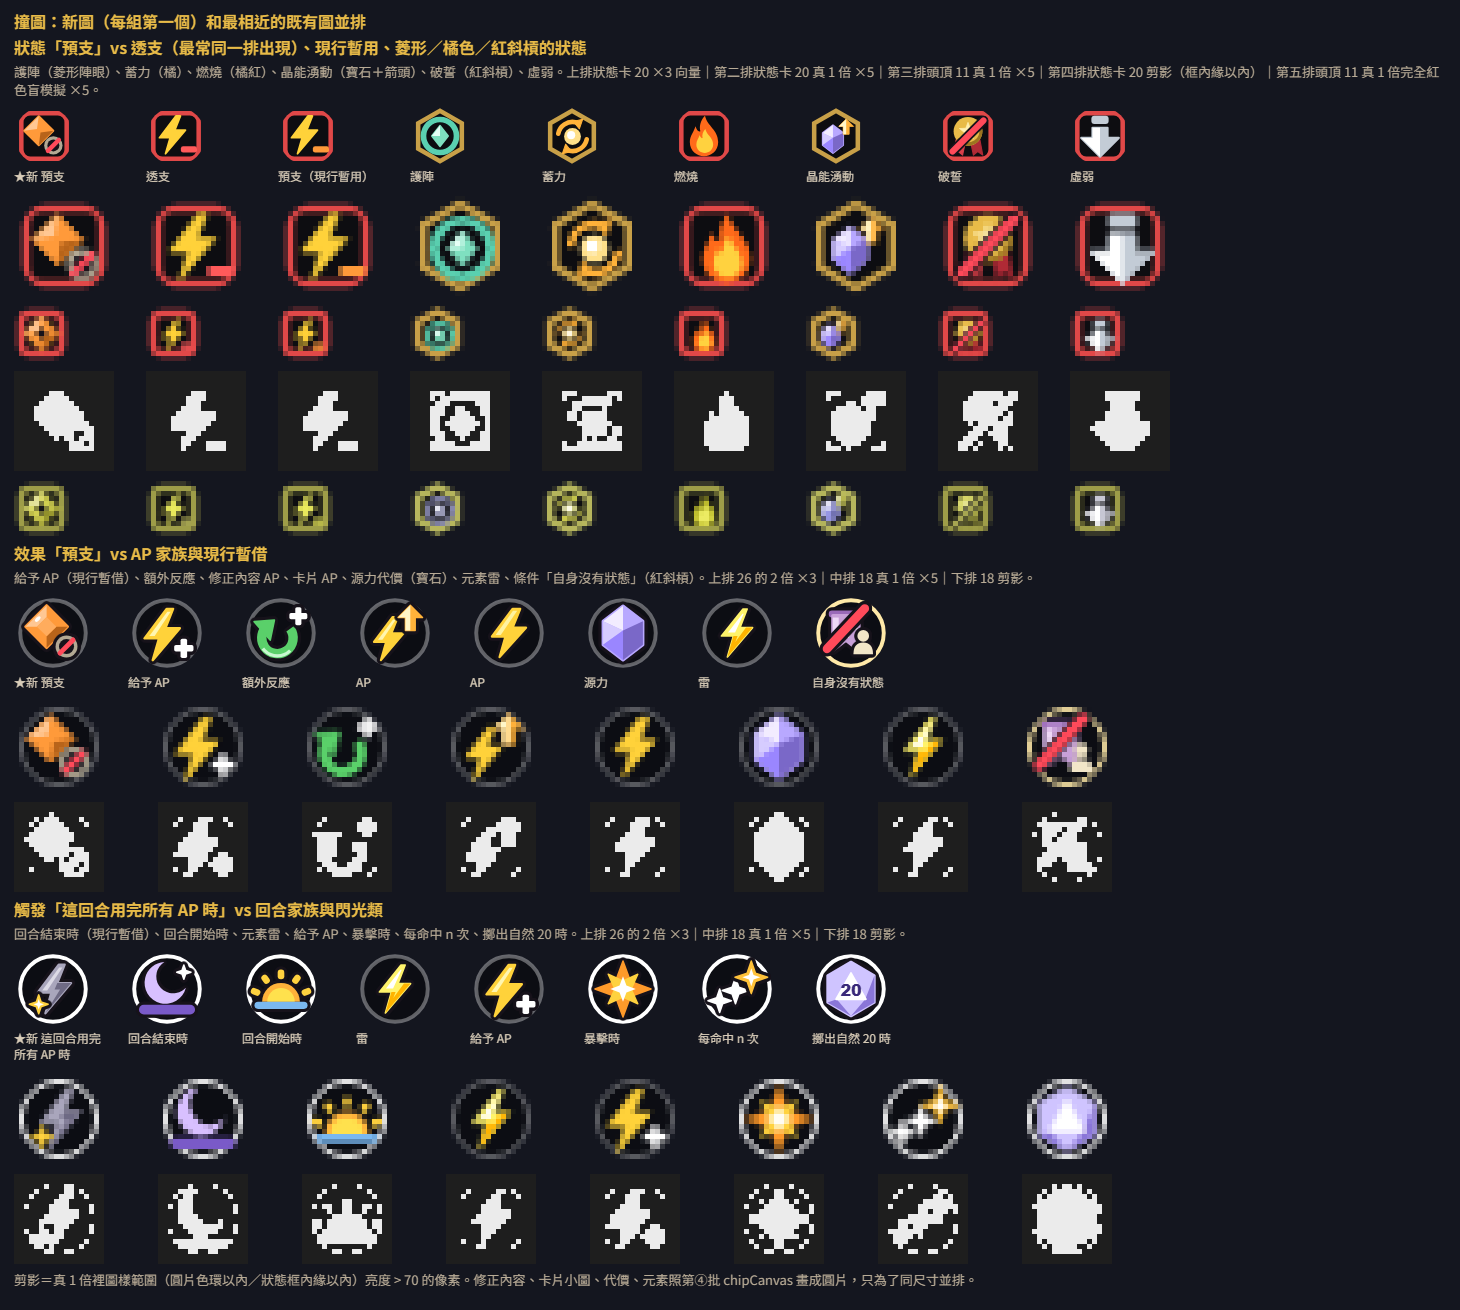 撞圖：新圖（每組第一個）和最相近的既有圖並排
狀態「預支」vs 透支（最常同一排出現）、現行暫用、菱形／橘色／紅斜槓的狀態
護陣（菱形陣眼）、蓄力（橘）、燃燒（橘紅）、晶能湧動（寶石＋箭頭）、破誓（紅斜槓）、虛弱。上排狀態卡 20 ×3 向量｜第二排狀態卡 20 真 1 倍 ×5｜第三排頭頂 11 真 1 倍 ×5｜第四排狀態卡 20 剪影（框內緣以內）｜第五排頭頂 11 真 1 倍完全紅
色盲模擬 ×5。
★新 預支
透支
預支（現行暫用）
護陣
蓄力
燃燒
晶能湧動
破誓
虛弱
效果「預支」vs AP 家族與現行暫借
給予 AP（現行暫借）、額外反應、修正內容 AP、卡片 AP、源力代價（寶石）、元素雷、條件「自身沒有狀態」（紅斜槓）。上排 26 的 2 倍 ×3｜中排 18 真 1 倍 ×5｜下排 18 剪影。
★新 預支
給予 AP
額外反應
AP
AP
源力
雷
自身沒有狀態
觸發「這回合用完所有 AP 時」vs 回合家族與閃光類
回合結束時（現行暫借）、回合開始時、元素雷、給予 AP、暴擊時、每命中 n 次、擲出自然 20 時。上排 26 的 2 倍 ×3｜中排 18 真 1 倍 ×5｜下排 18 剪影。
20
★新 這回合用完
所有 AP 時
回合結束時
回合開始時
雷
給予 AP
暴擊時
每命中 n 次
擲出自然 20 時
剪影＝真 1 倍裡圖樣範圍（圓片色環以內／狀態框內緣以內）亮度 > 70 的像素。修正內容、卡片小圖、代價、元素照第④批 chipCanvas 畫成圓片，只為了同尺寸並排。